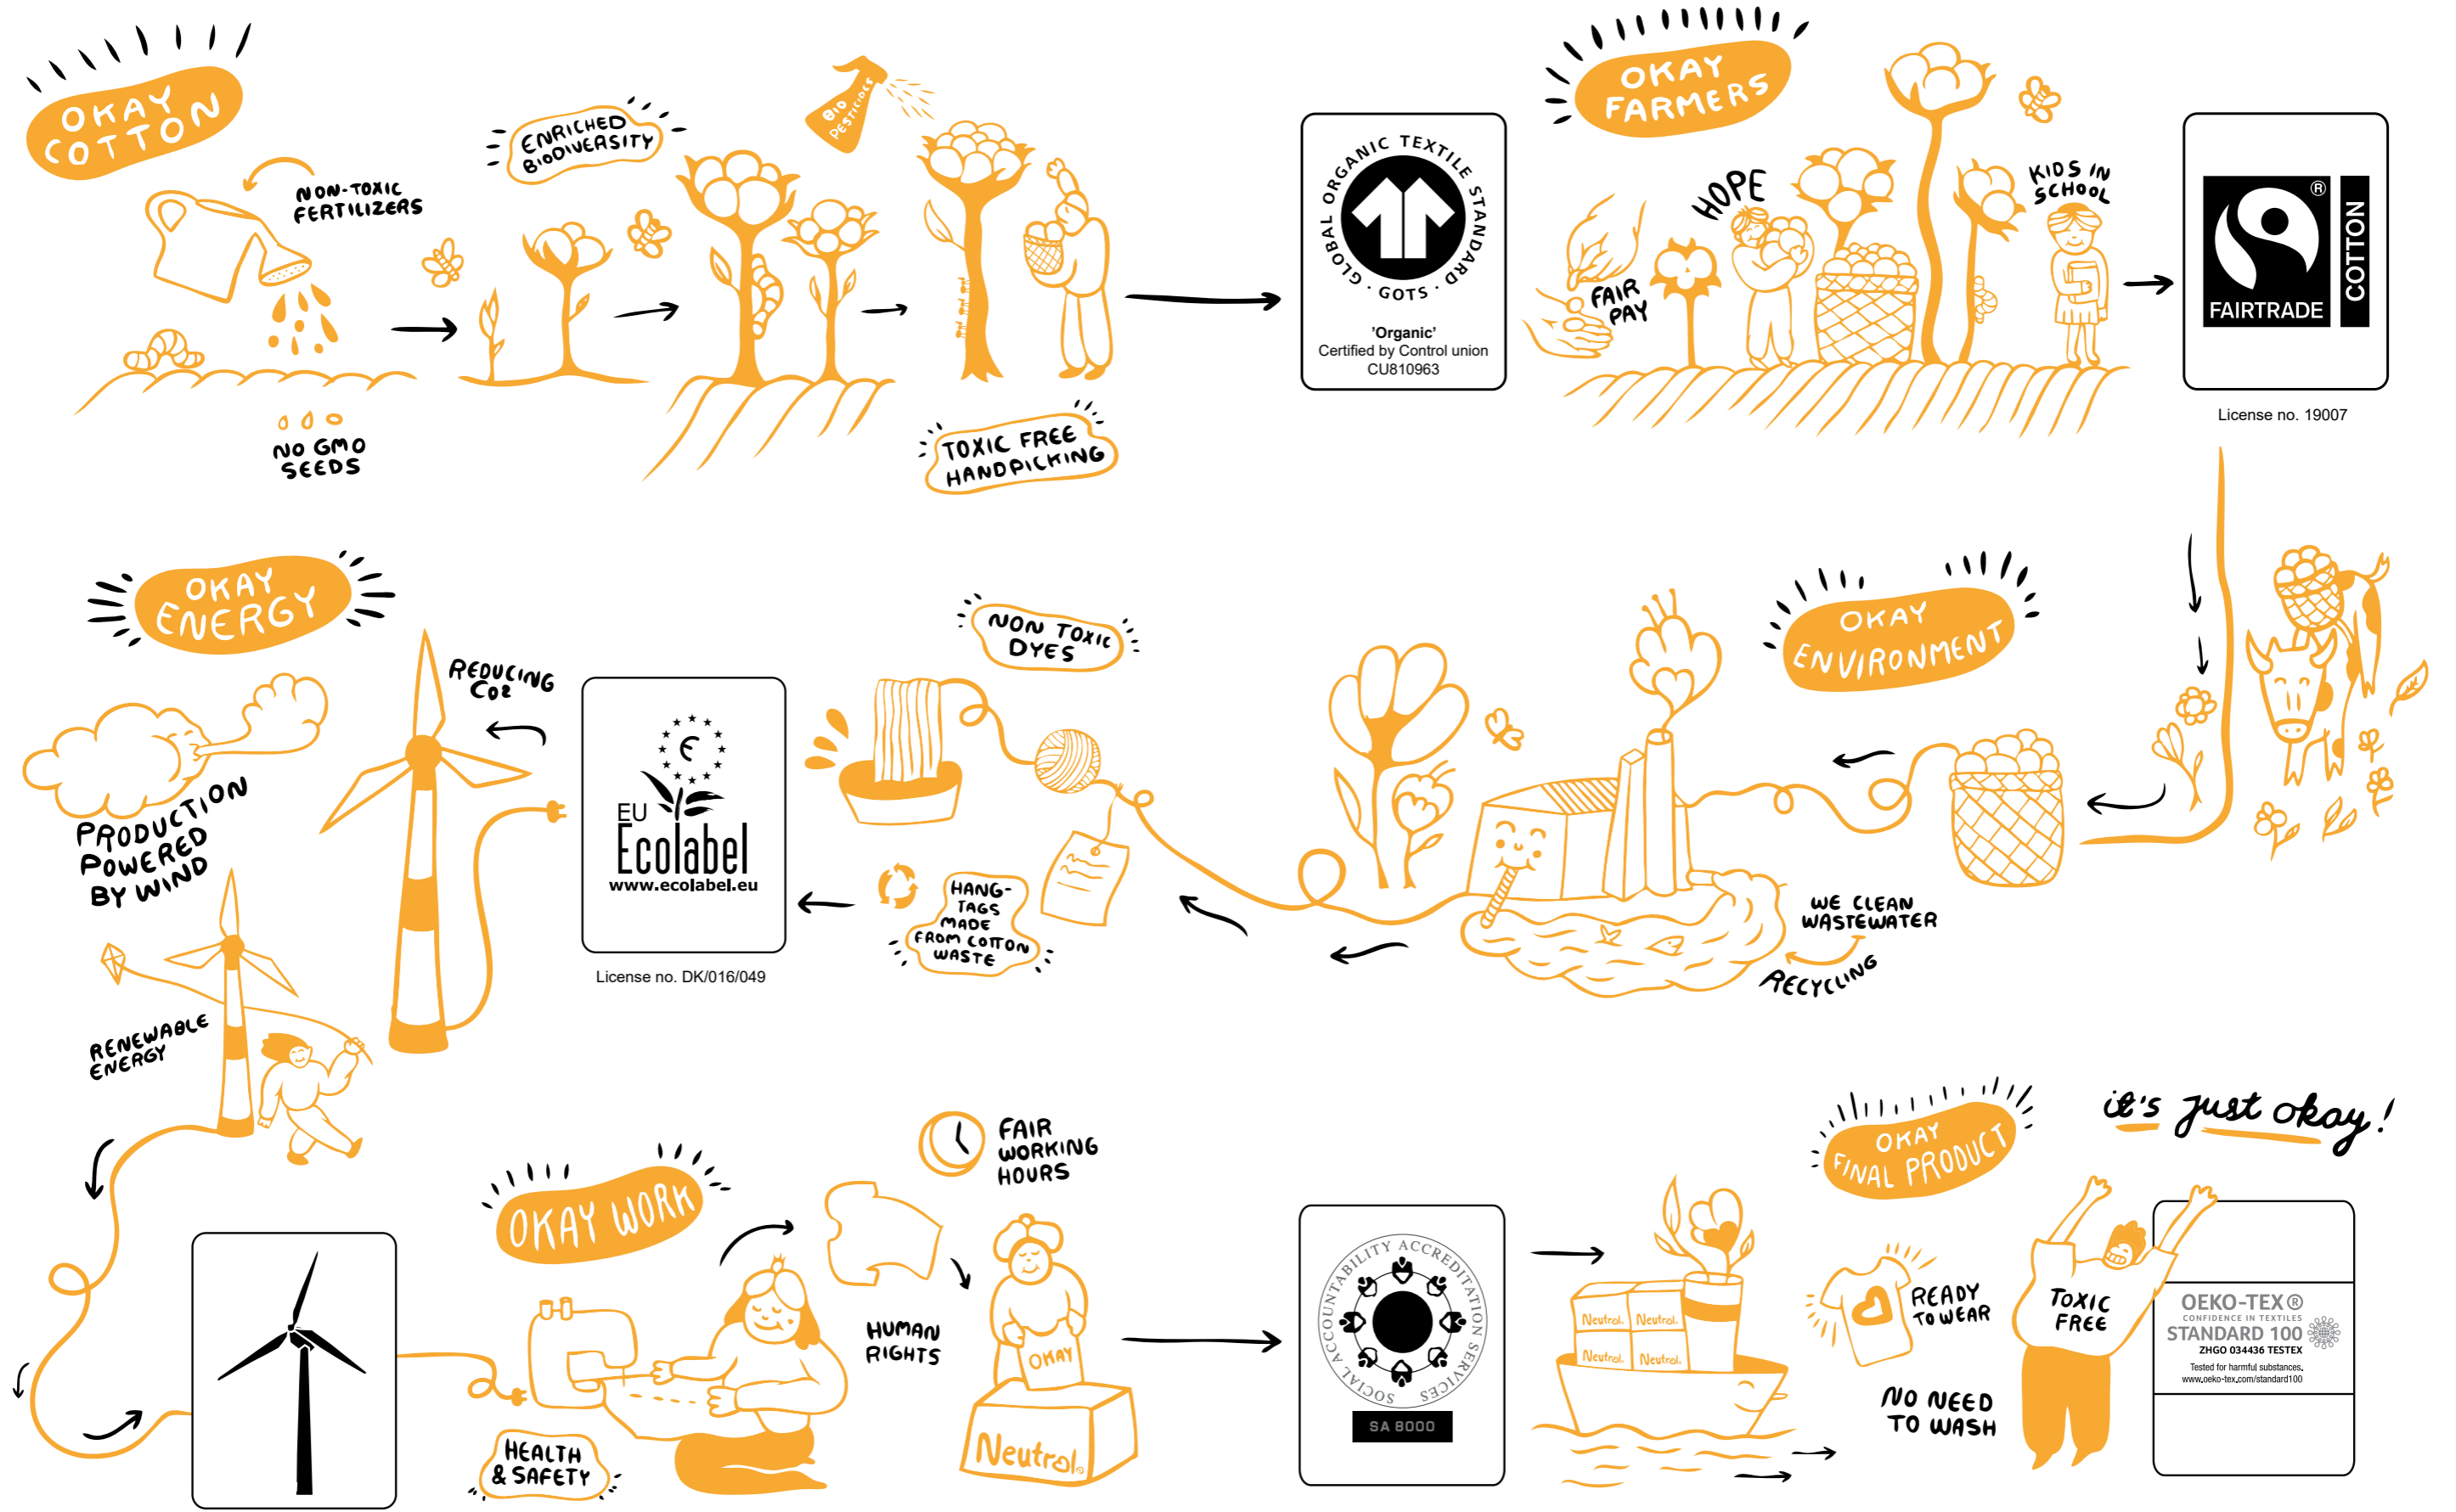 OKAY
COTTON
NON-TOXIC
FERTILIZERS
NO GMO
SEEDS
ENRICHED
BIODIVERSITY
BIO
PESTICIDES
TOXIC FREE
HANDPICKING
GLOBAL ORGANIC TEXTILE STANDARD
· GOTS ·
'Organic'
Certified by Control union
CU810963
OKAY
FARMERS
FAIR
PAY
HOPE
KIDS IN
SCHOOL
®
FAIRTRADE
COTTON
License no. 19007
OKAY
ENVIRONMENT
WE CLEAN
WASTEWATER
RECYCLING
NON TOXIC
DYES
HANG-
TAGS
MADE
FROM COTTON
WASTE
EU
Ecolabel
www.ecolabel.eu
License no. DK/016/049
OKAY
ENERGY
REDUCING
CO2
PRODUCTION
POWERED
BY WIND
RENEWABLE
ENERGY
OKAY WORK
HEALTH
& SAFETY
FAIR
WORKING
HOURS
HUMAN
RIGHTS
OKAY
Neutral®
SOCIAL ACCOUNTABILITY ACCREDITATION SERVICES
SA 8000
Neutral® Neutral®
Neutral® Neutral®
OKAY
FINAL PRODUCT
it's just okay!
READY
TO WEAR
NO NEED
TO WASH
TOXIC
FREE
OEKO-TEX®
CONFIDENCE IN TEXTILES
STANDARD 100
ZHGO 034436 TESTEX
Tested for harmful substances.
www.oeko-tex.com/standard100